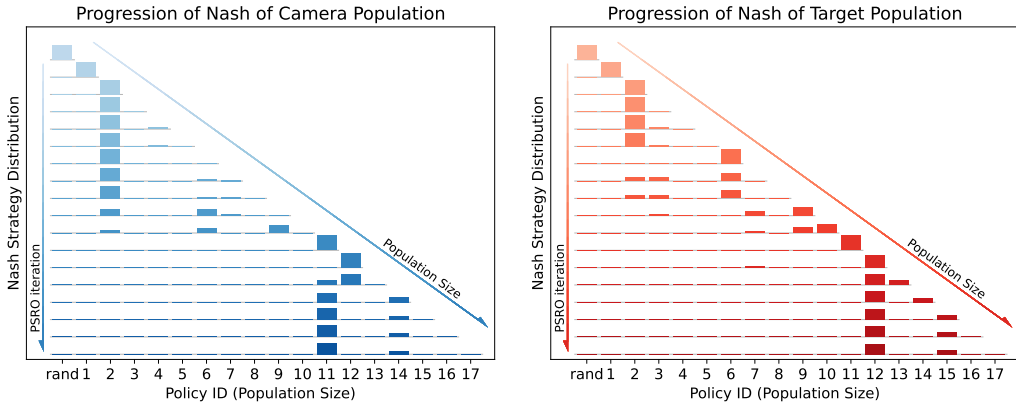 Progression of Nash of Camera Population
Nash Strategy Distribution
PSRO iteration
Population Size
rand 1 2 3 4 5 6 7 8 9 10 11 12 13 14 15 16 17
Policy ID (Population Size)
Progression of Nash of Target Population
Nash Strategy Distribution
PSRO iteration
Population Size
rand 1 2 3 4 5 6 7 8 9 10 11 12 13 14 15 16 17
Policy ID (Population Size)